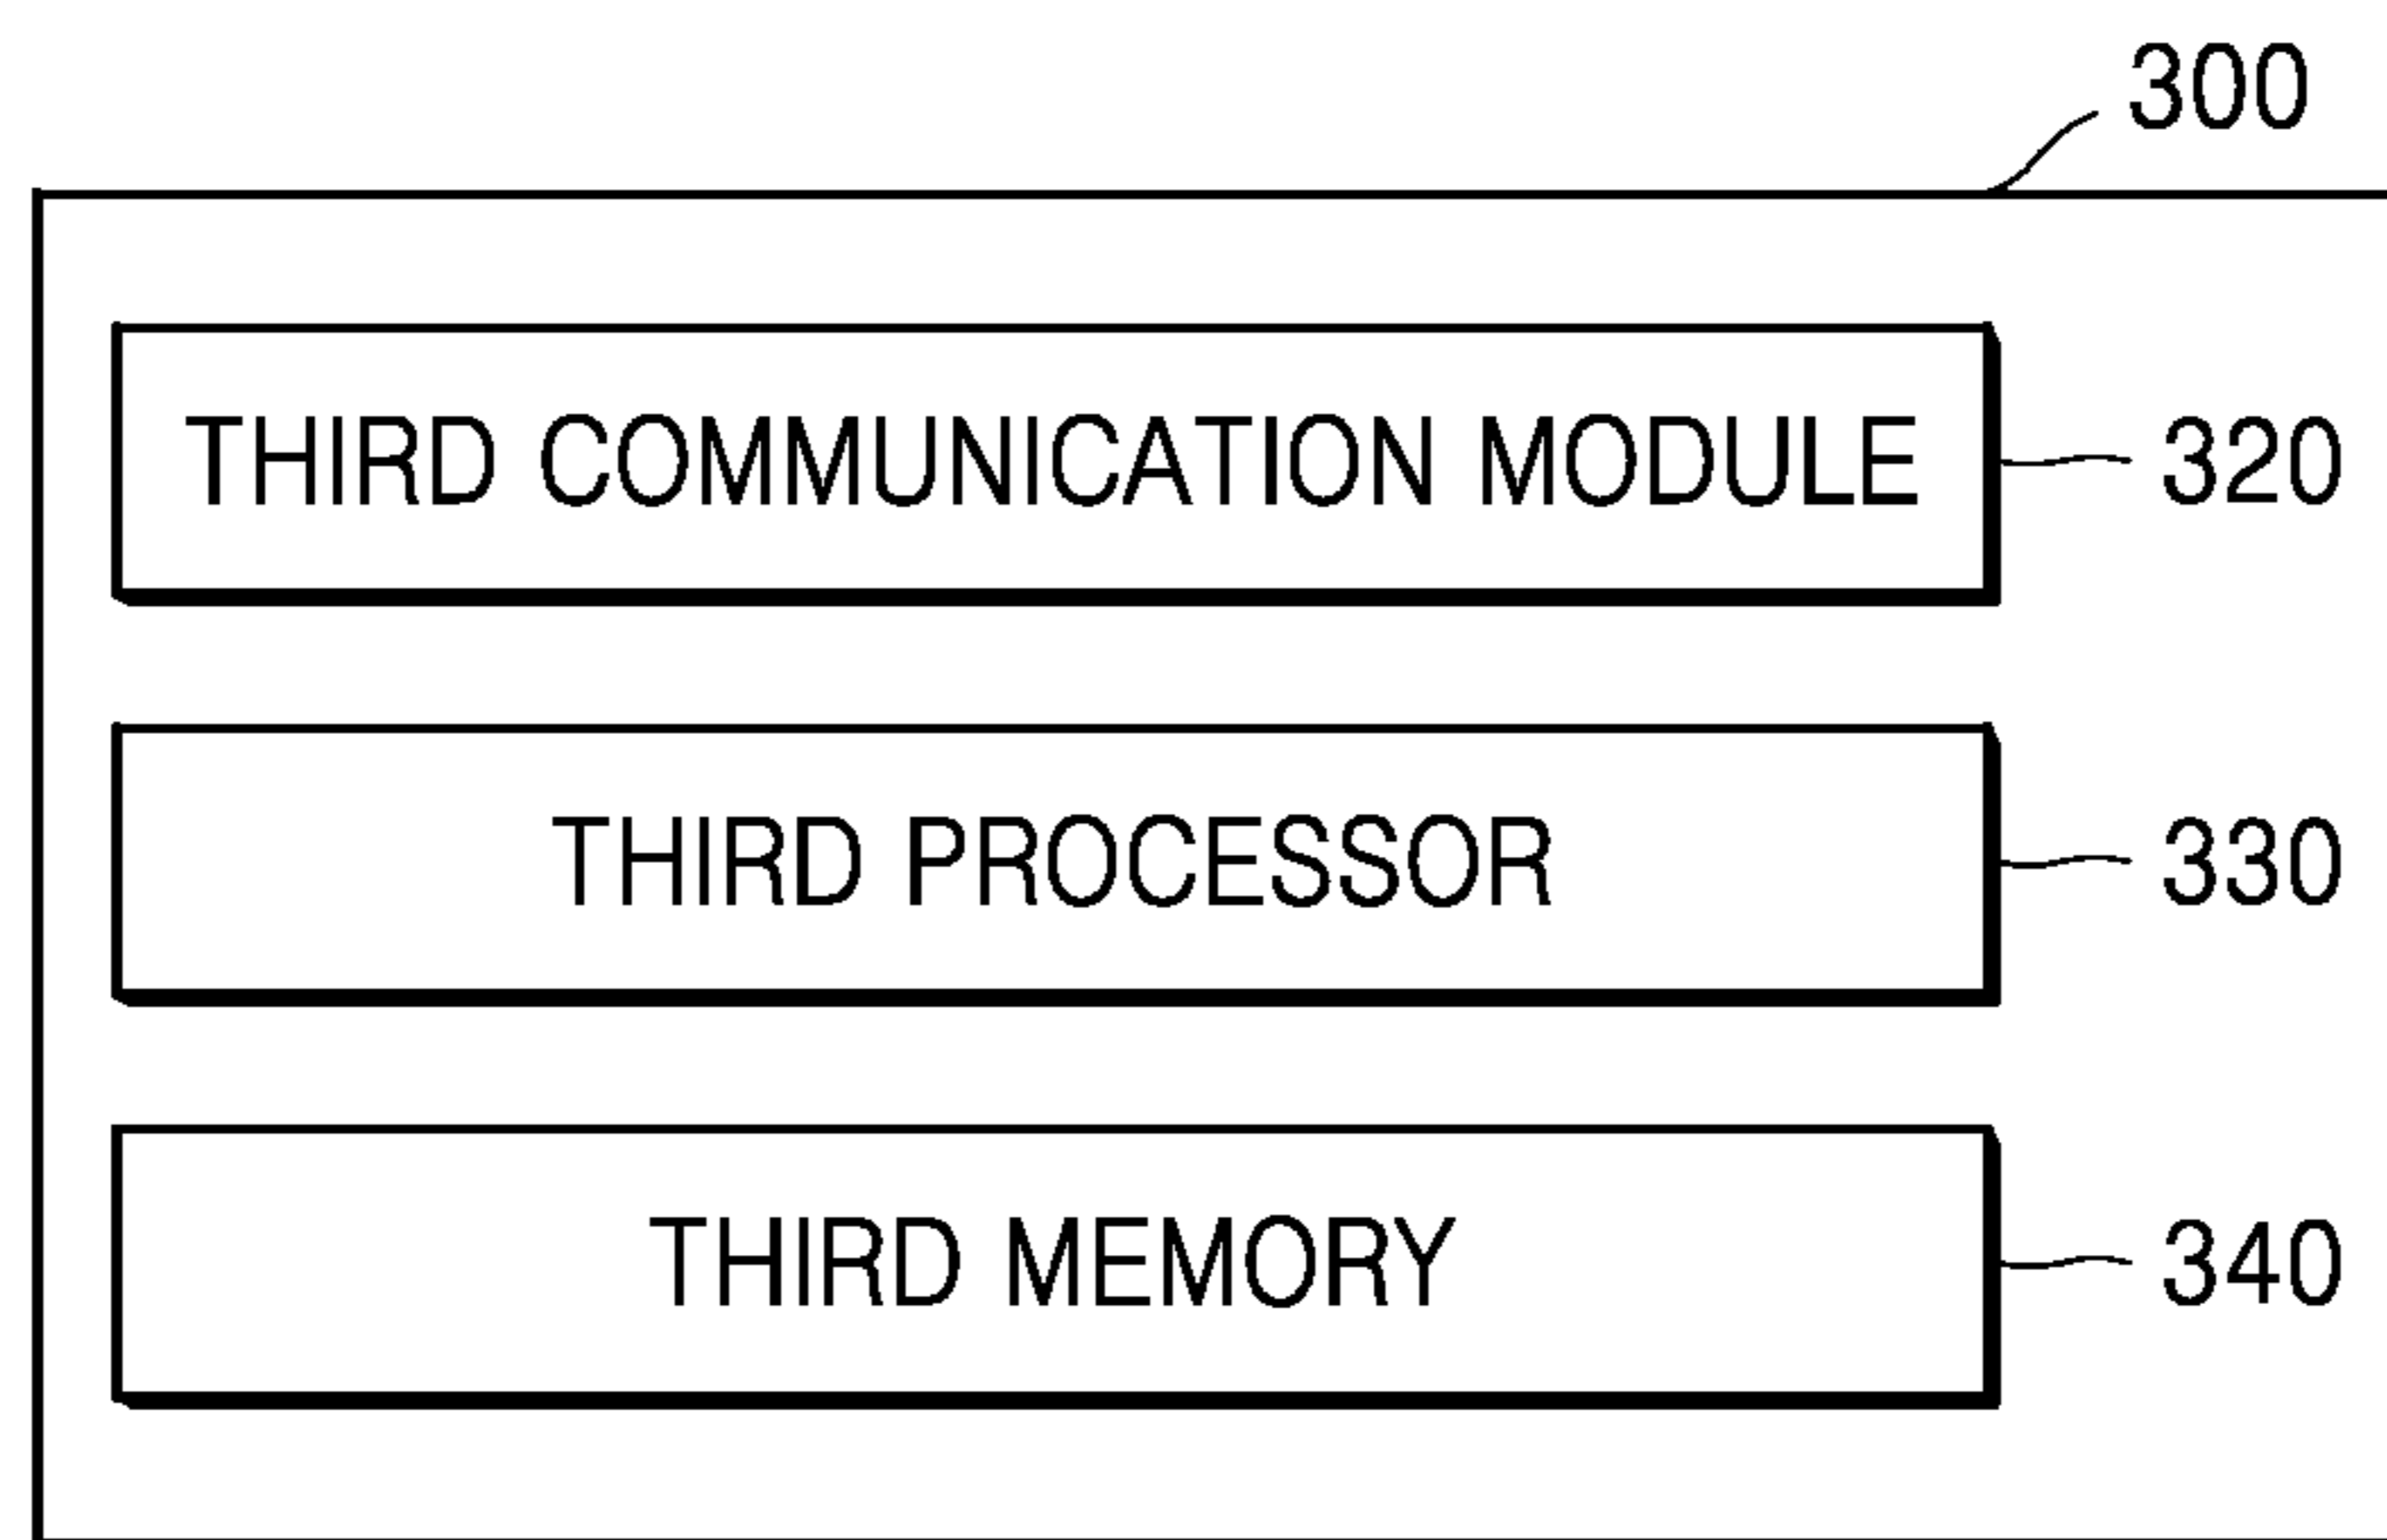 300
THIRD COMMUNICATION MODULE 320
THIRD PROCESSOR 330
THIRD MEMORY 340